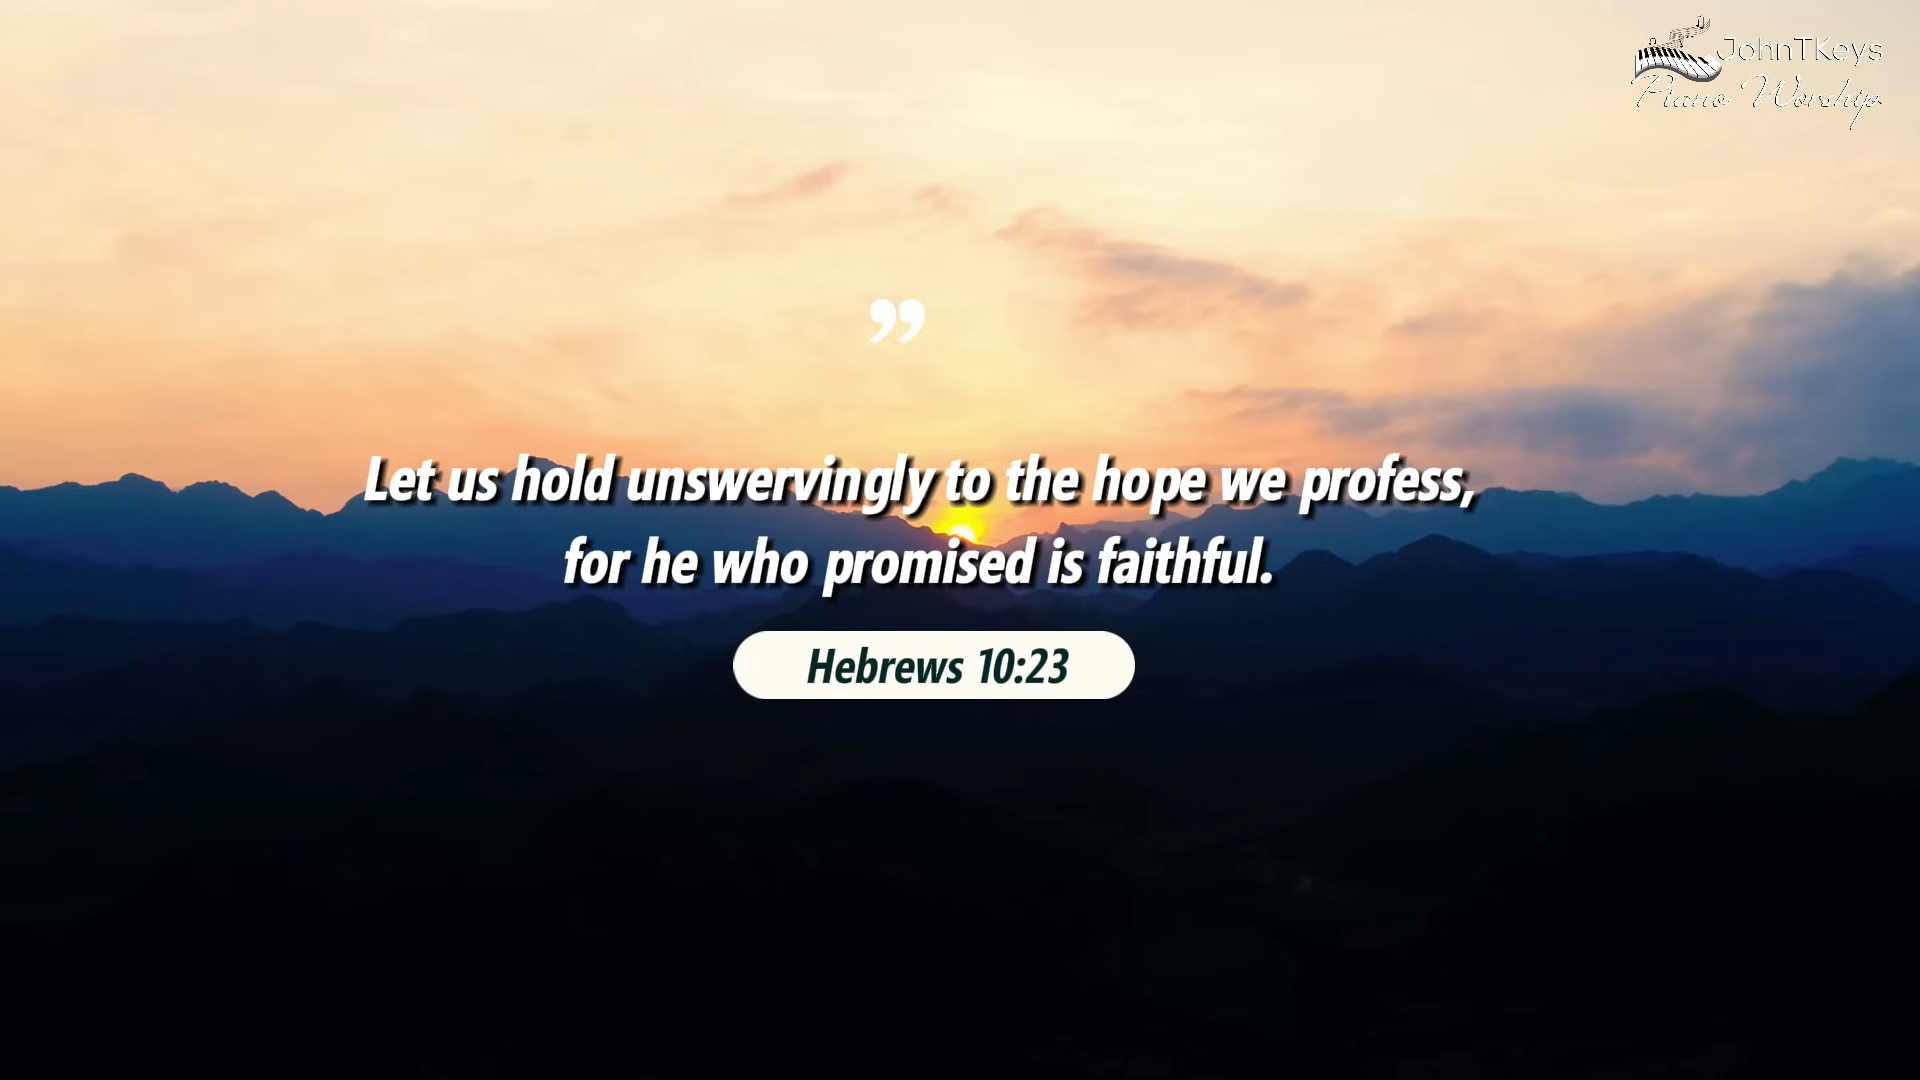 JohnTKeys
Piano Worship
”
Let us hold unswervingly to the hope we profess,
for he who promised is faithful.
Hebrews 10:23